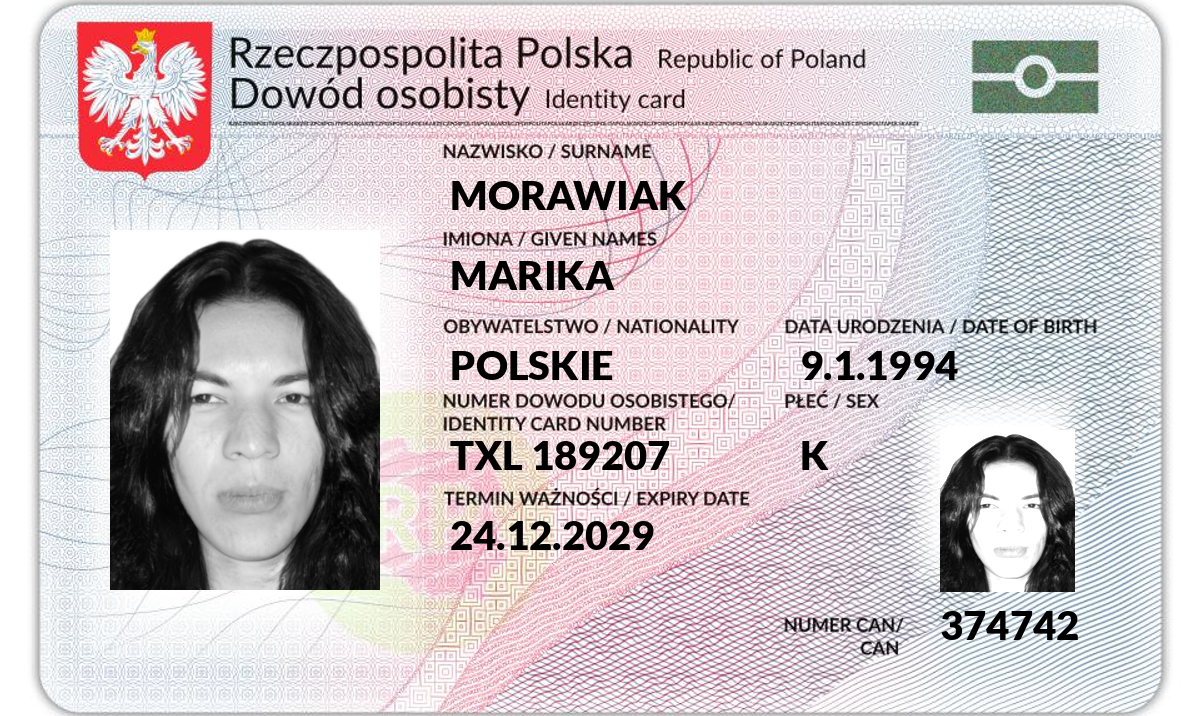 Rzeczpospolita Polska Republic of Poland
Dowód osobisty Identity card
NAZWISKO / SURNAME
MORAWIAK
IMIONA / GIVEN NAMES
MARIKA
OBYWATELSTWO / NATIONALITY DATA URODZENIA / DATE OF BIRTH
POLSKIE 9.1.1994
NUMER DOWODU OSOBISTEGO/ PŁEĆ / SEX
IDENTITY CARD NUMBER
TXL 189207 K
TERMIN WAŻNOŚCI / EXPIRY DATE
24.12.2029
NUMER CAN/ 374742
CAN